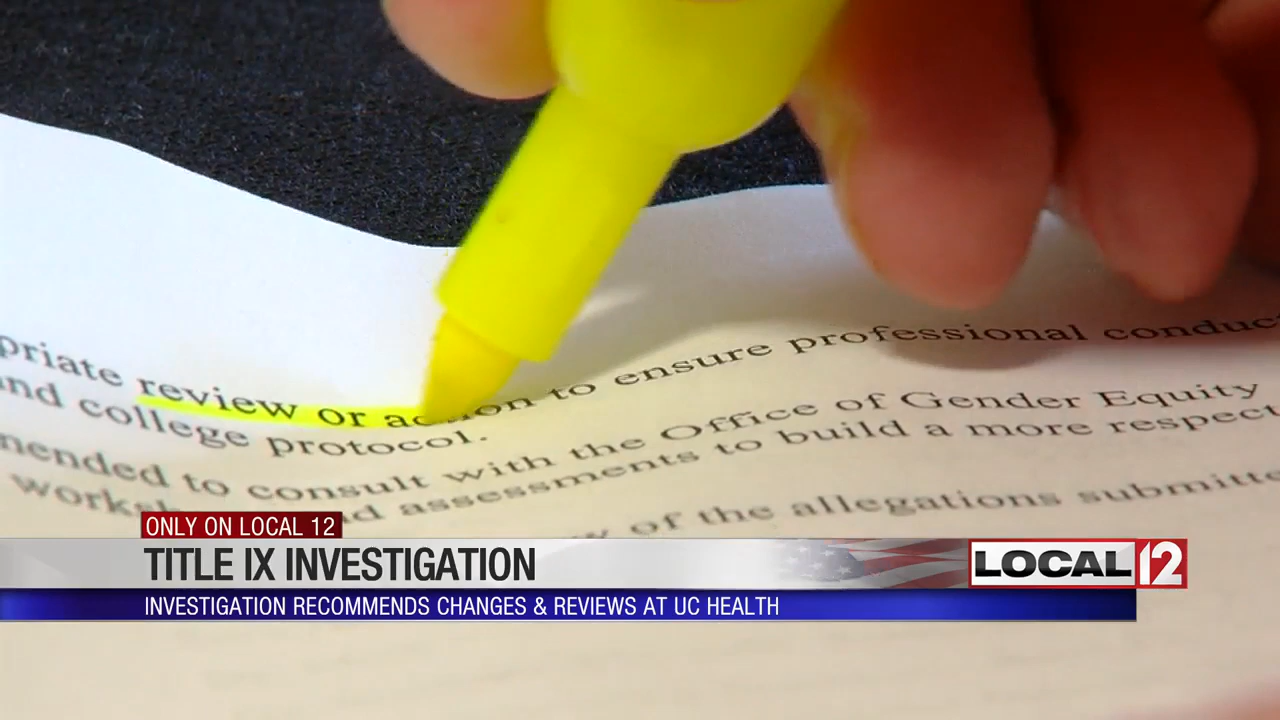 priate review or action to ensure professional conduc
nd college protocol.
mended to consult with the Office of Gender Equity
and assessments to build a more respect
of the allegations submitte
ONLY ON LOCAL 12
TITLE IX INVESTIGATION
LOCAL 12
INVESTIGATION RECOMMENDS CHANGES & REVIEWS AT UC HEALTH